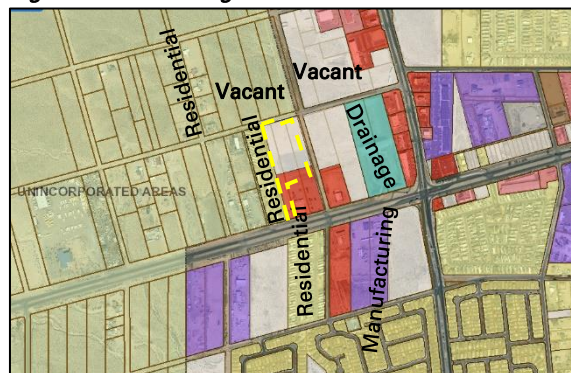 Residential
Vacant
Vacant
Residential
Drainage
UNINCORPORATED AREAS
Residential
Manufacturing